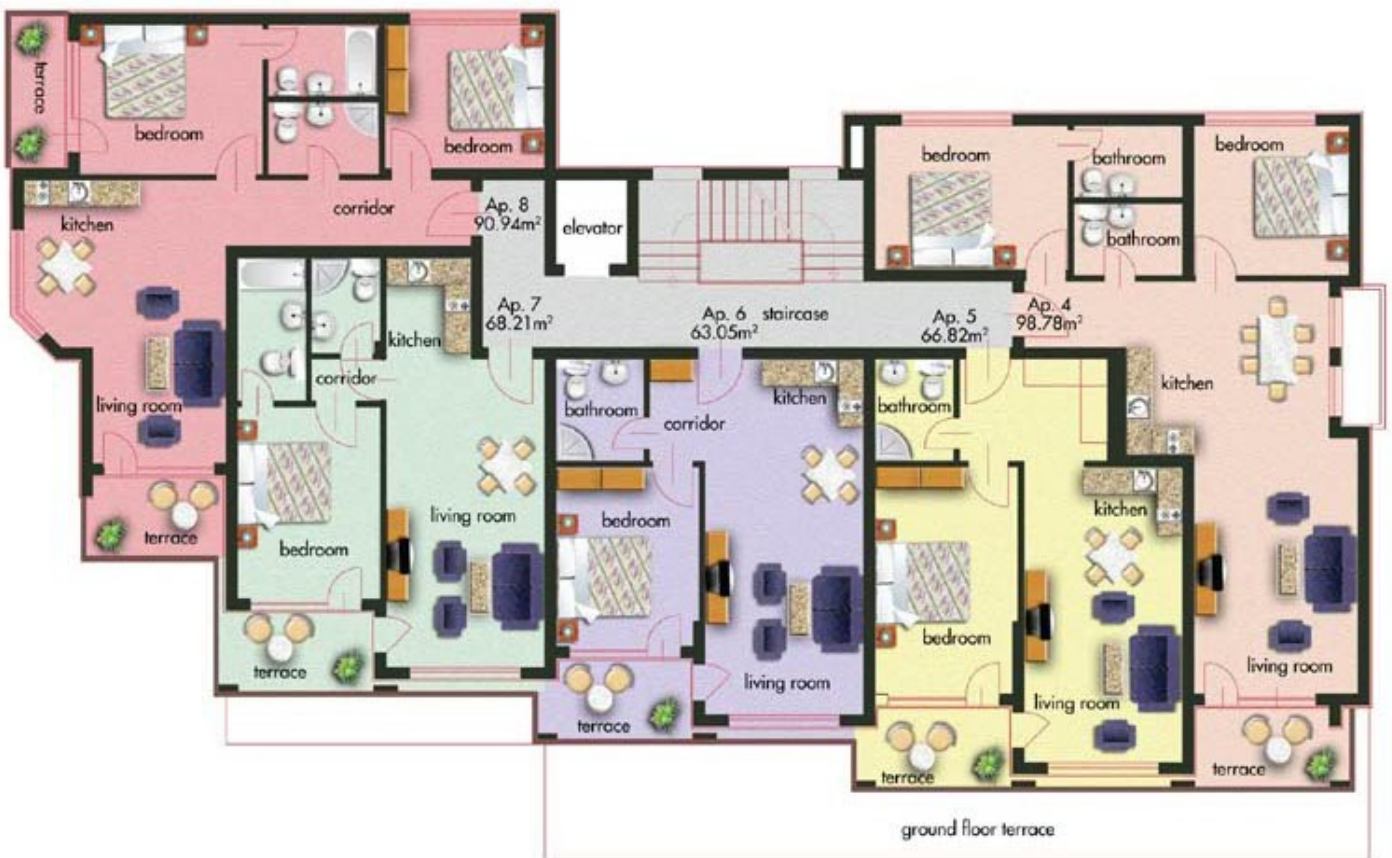 terrace
bedroom
bedroom
kitchen
corridor
living room
terrace
Ap. 8
90.94m²
elevator
Ap. 7
68.21m²
Ap. 6
63.05m²
staircase
Ap. 5
66.82m²
Ap. 4
98.78m²
bedroom
bathroom
bathroom
bedroom
kitchen
living room
terrace
kitchen
corridor
living room
bedroom
terrace
bathroom
corridor
kitchen
bedroom
living room
terrace
bathroom
kitchen
bedroom
living room
terrace
ground floor terrace